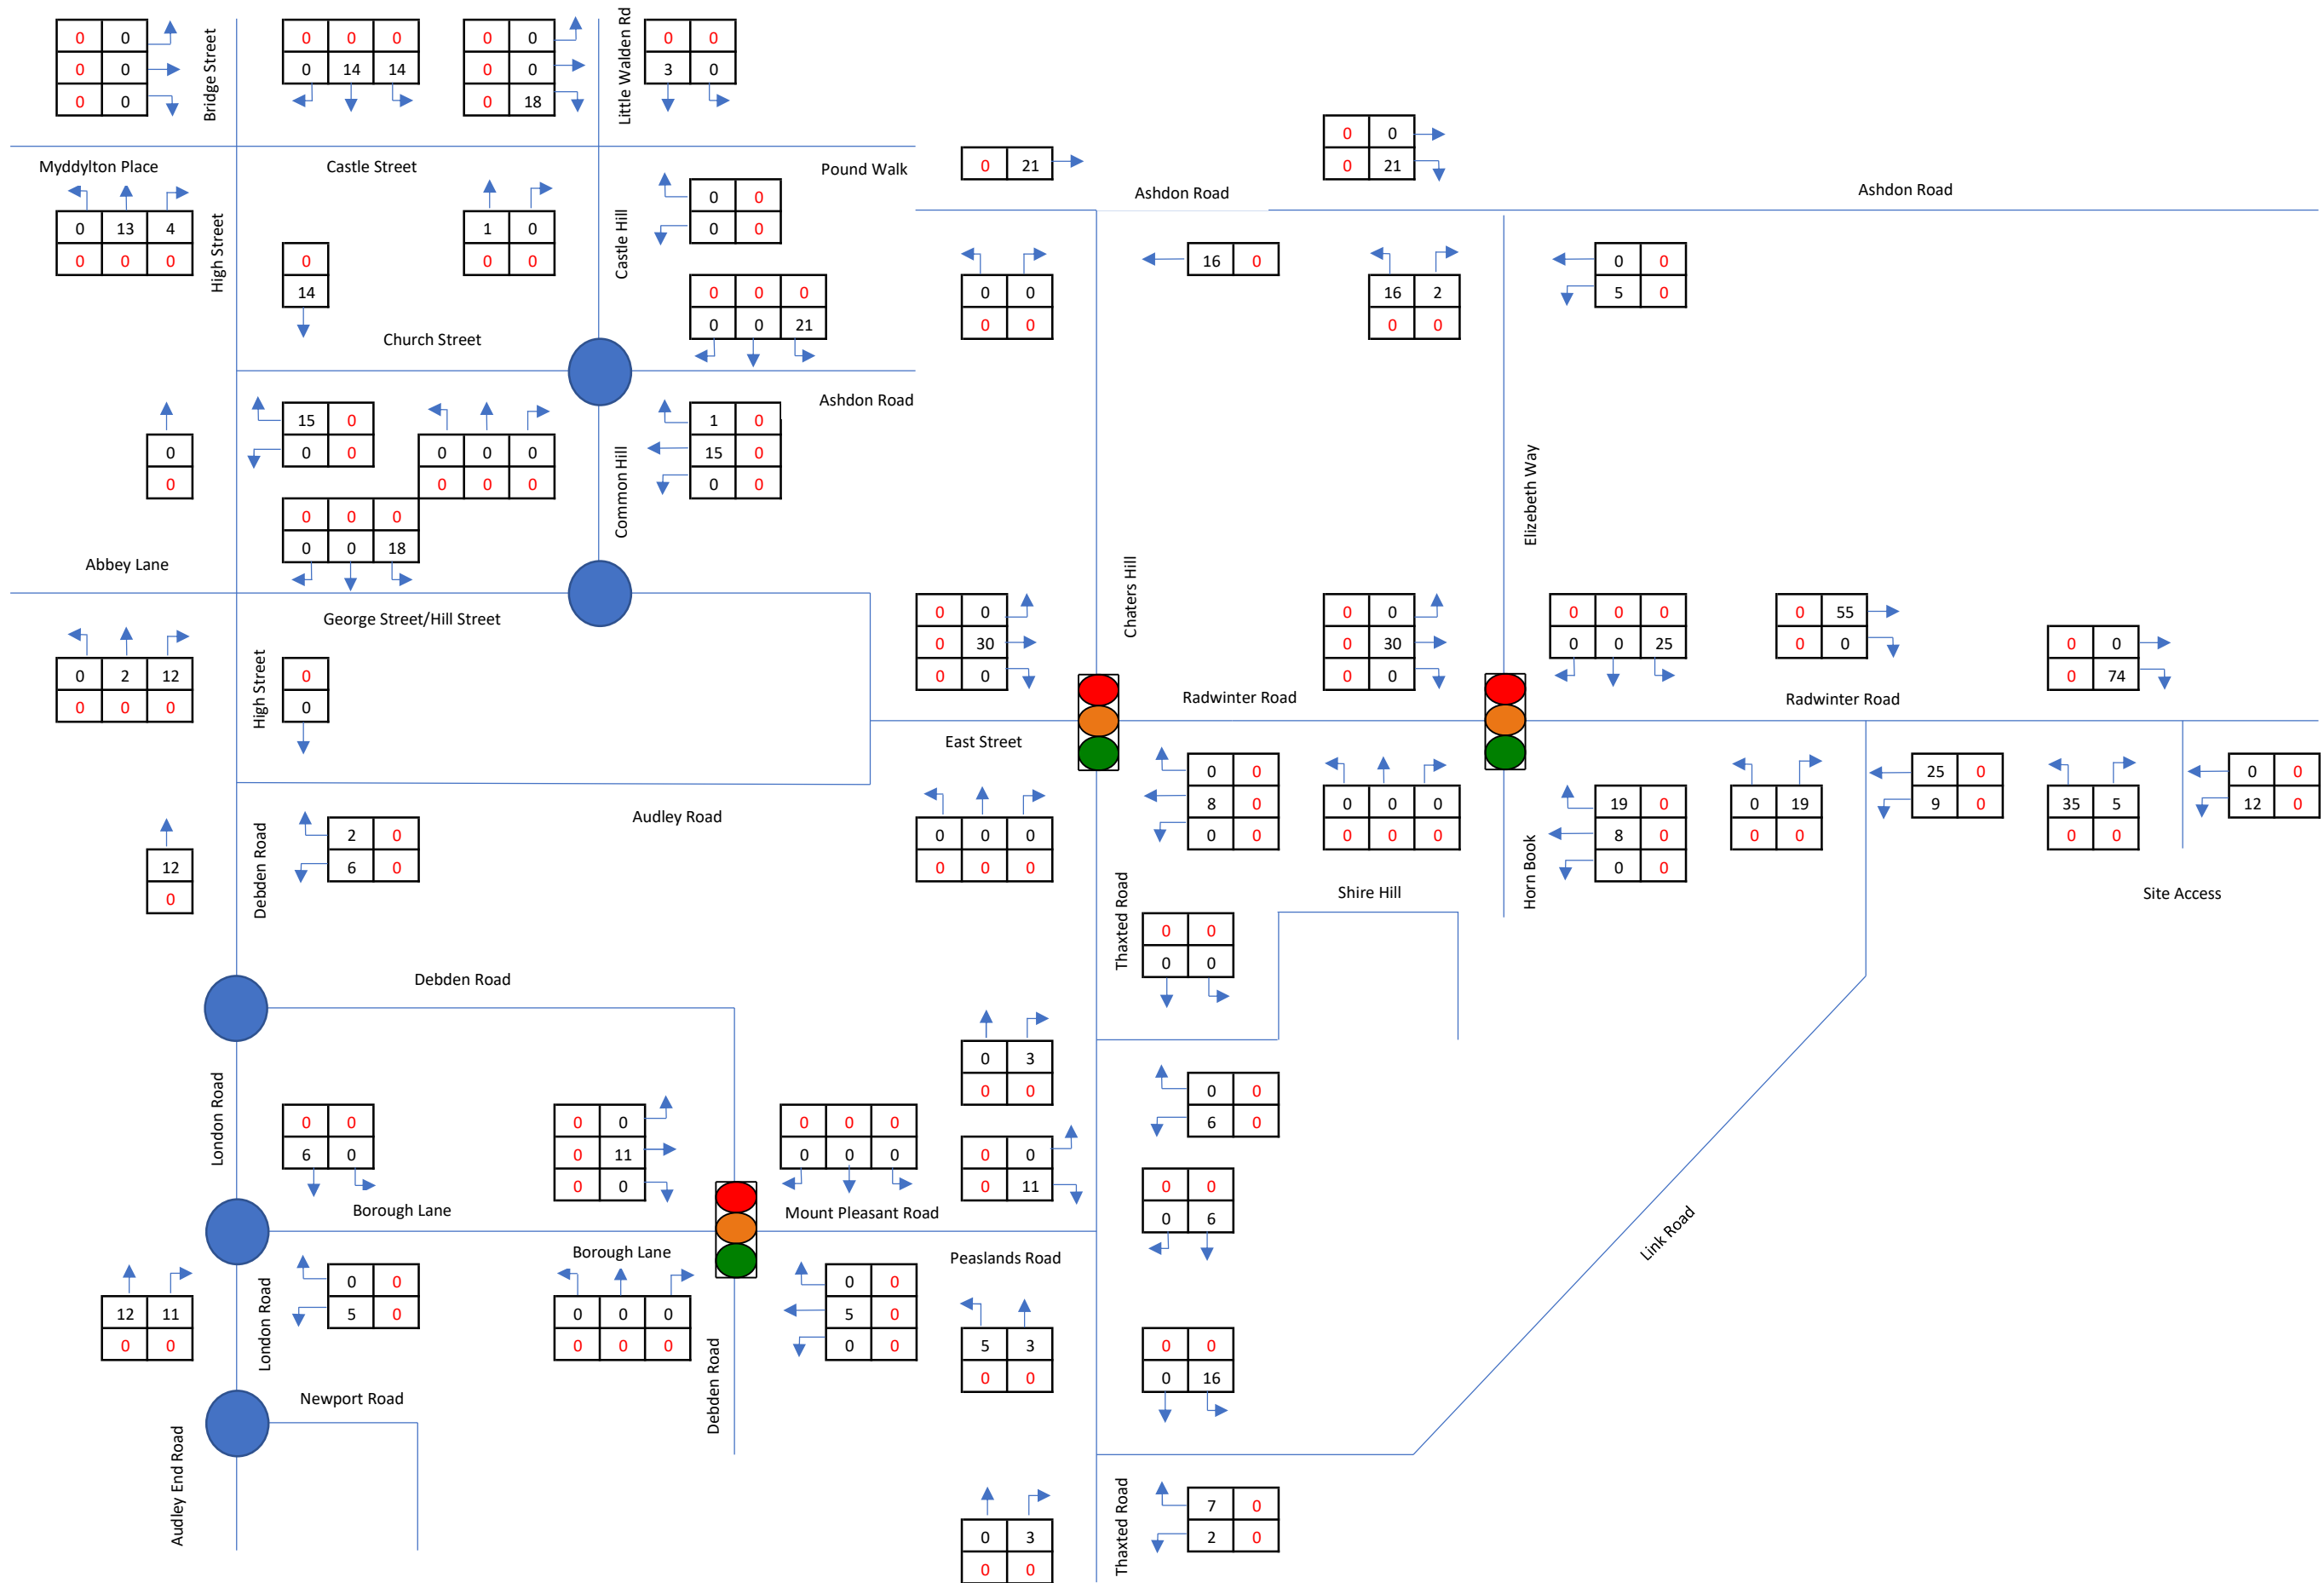 0 0
0 0
0 0
Bridge Street
0 0 0
0 14 14
0 0
0 0
0 18
Little Walden Rd
0 0
3 0
Myddylton Place
Castle Street
Pound Walk
0 21
Ashdon Road
0 0
0 21
Ashdon Road
0 13 4
0 0 0
High Street
0
14
1 0
0 0
Castle Hill
0 0
0 0
0 0 0
0 0 21
0 0
0 0
16 0
16 2
0 0
0 0
5 0
Church Street
Ashdon Road
0
0
15 0
0 0
0 0 0
0 0 0
Common Hill
1 0
15 0
0 0
0 0 0
0 0 18
Elizebeth Way
Abbey Lane
George Street/Hill Street
Chaters Hill
0 2 12
0 0 0
High Street
0
0
0 0
0 30
0 0
0 0
0 30
0 0
0 0 0
0 0 25
0 55
0 0
0 0
0 74
Radwinter Road
Radwinter Road
East Street
12
0
Debden Road
2 0
6 0
Audley Road
0 0 0
0 0 0
0 0
8 0
0 0
0 0 0
0 0 0
Horn Book
19 0
8 0
0 0
0 19
0 0
25 0
9 0
35 5
0 0
0 0
12 0
Shire Hill
Site Access
Thaxted Road
0 0
0 0
Debden Road
0 3
0 0
0 0
6 0
London Road
0 0
6 0
0 0
0 11
0 0
0 0 0
0 0 0
0 0
0 11
0 0
0 6
Borough Lane
Mount Pleasant Road
Link Road
Borough Lane
Peaslands Road
12 11
0 0
London Road
0 0
5 0
0 0 0
0 0 0
Debden Road
0 0
5 0
0 0
5 3
0 0
0 0
0 16
Newport Road
Audley End Road
0 3
0 0
Thaxted Road
7 0
2 0